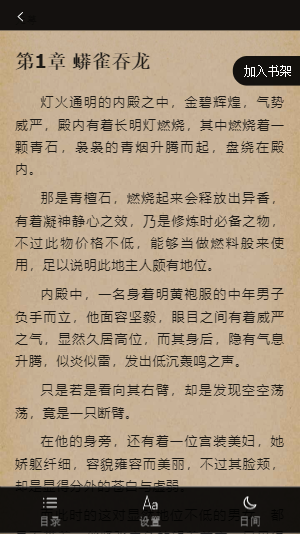 第1章 蟒雀吞龙
加入书架
灯火通明的内殿之中，金碧辉煌，气势
威严，殿内有着长明灯燃烧，其中燃烧着一
颗青石，袅袅的青烟升腾而起，盘绕在殿
内。
那是青檀石，燃烧起来会释放出异香，
有着凝神静心之效，乃是修炼时必备之物，
不过此物价格不低，能够当做燃料般来使
用，足以说明此地主人颇有地位。
内殿中，一名身着明黄袍服的中年男子
负手而立，他面容坚毅，眼目之间有着威严
之气，显然久居高位，而其身后，隐有气息
升腾，似炎似雷，发出低沉轰鸣之声。
只是若是看向其右臂，却是发现空空荡
荡，竟是一只断臂。
在他的身旁，还有着一位宫装美妇，她
娇躯纤细，容貌雍容而美丽，不过其脸颊，
却是显得分外的苍白与虚弱。
目录
设置
日间